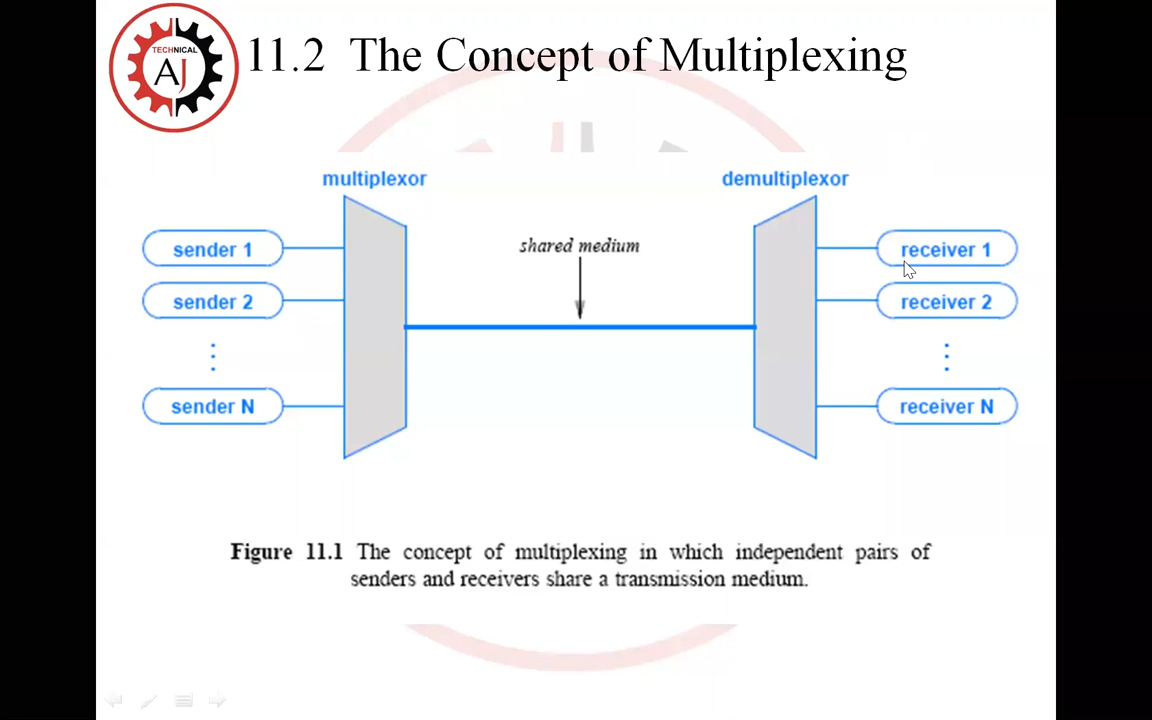 TECHNICAL
AJ
11.2 The Concept of Multiplexing
multiplexor
demultiplexor
shared medium
sender 1
receiver 1
sender 2
receiver 2
sender N
receiver N
Figure 11.1 The concept of multiplexing in which independent pairs of
senders and receivers share a transmission medium.